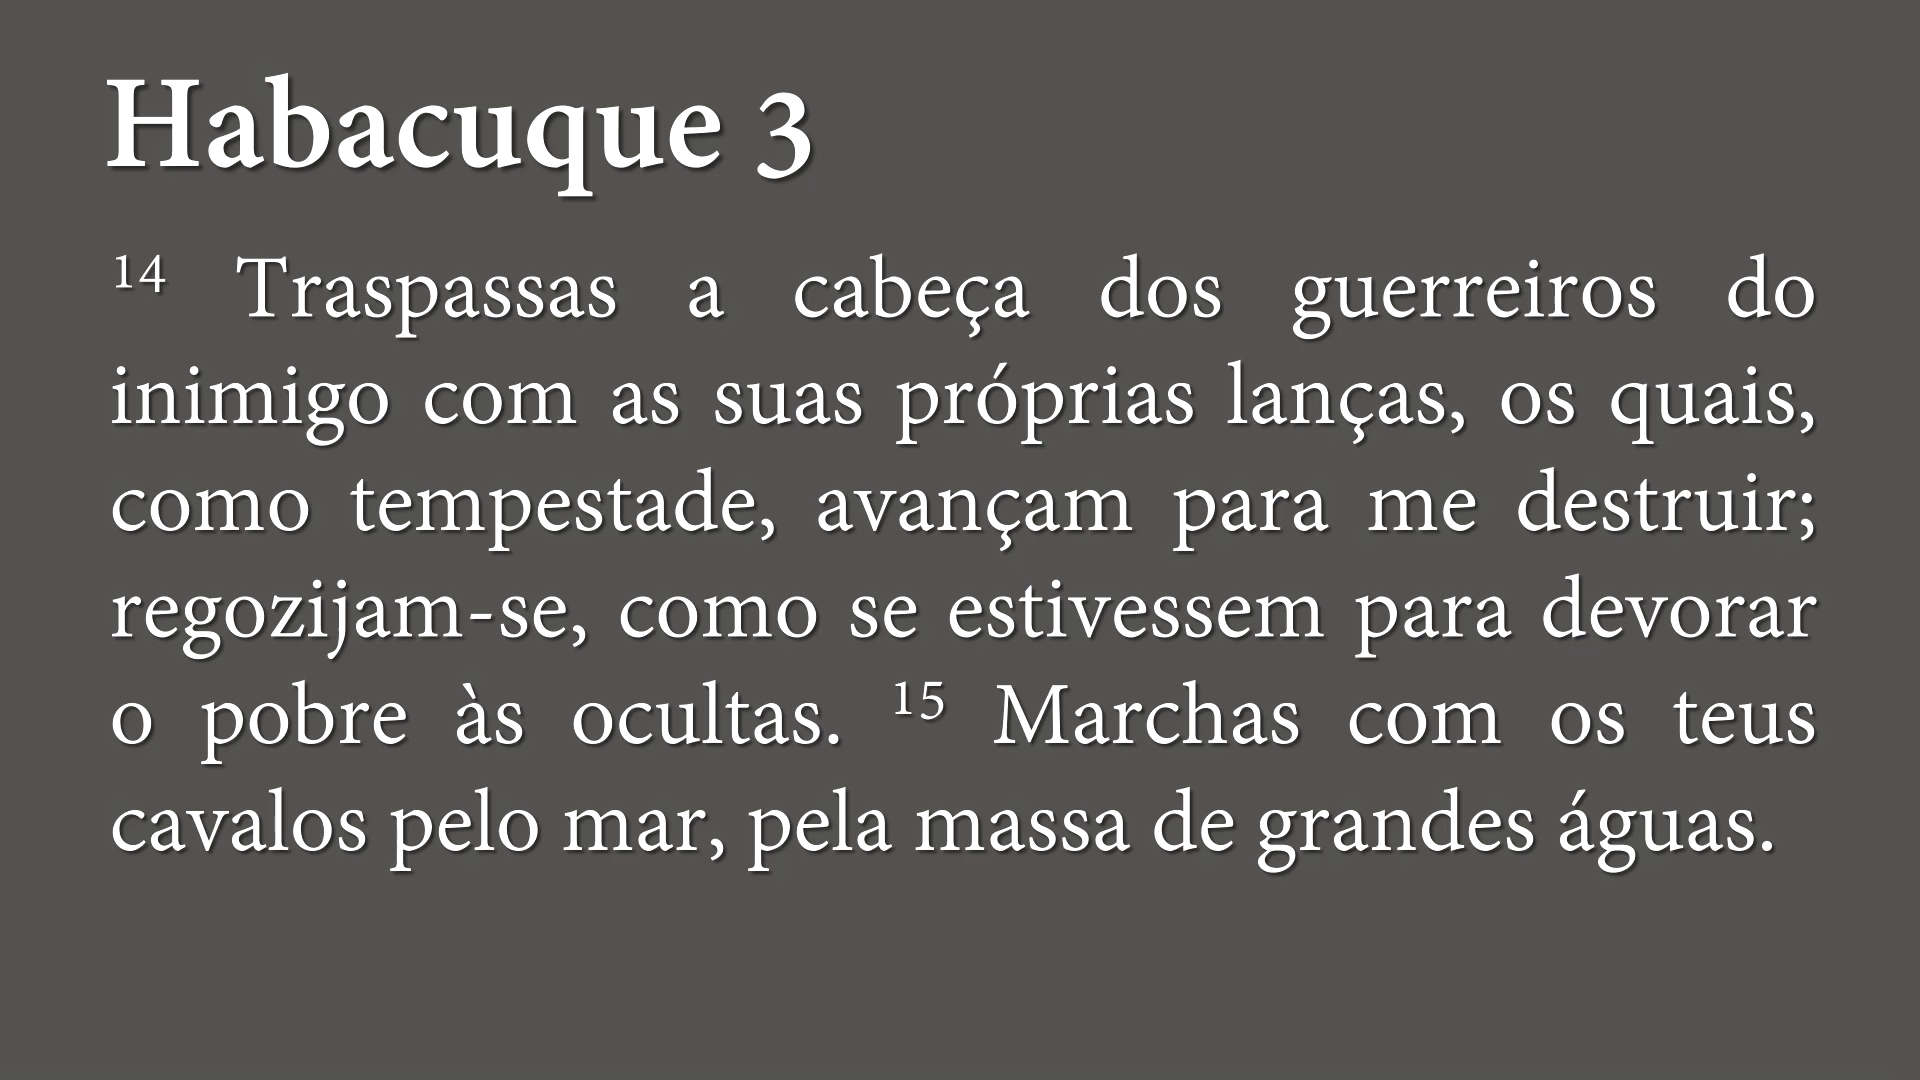 Habacuque 3
¹⁴ Traspassas a cabeça dos guerreiros do
inimigo com as suas próprias lanças, os quais,
como tempestade, avançam para me destruir;
regozijam-se, como se estivessem para devorar
o pobre às ocultas. ¹⁵ Marchas com os teus
cavalos pelo mar, pela massa de grandes águas.